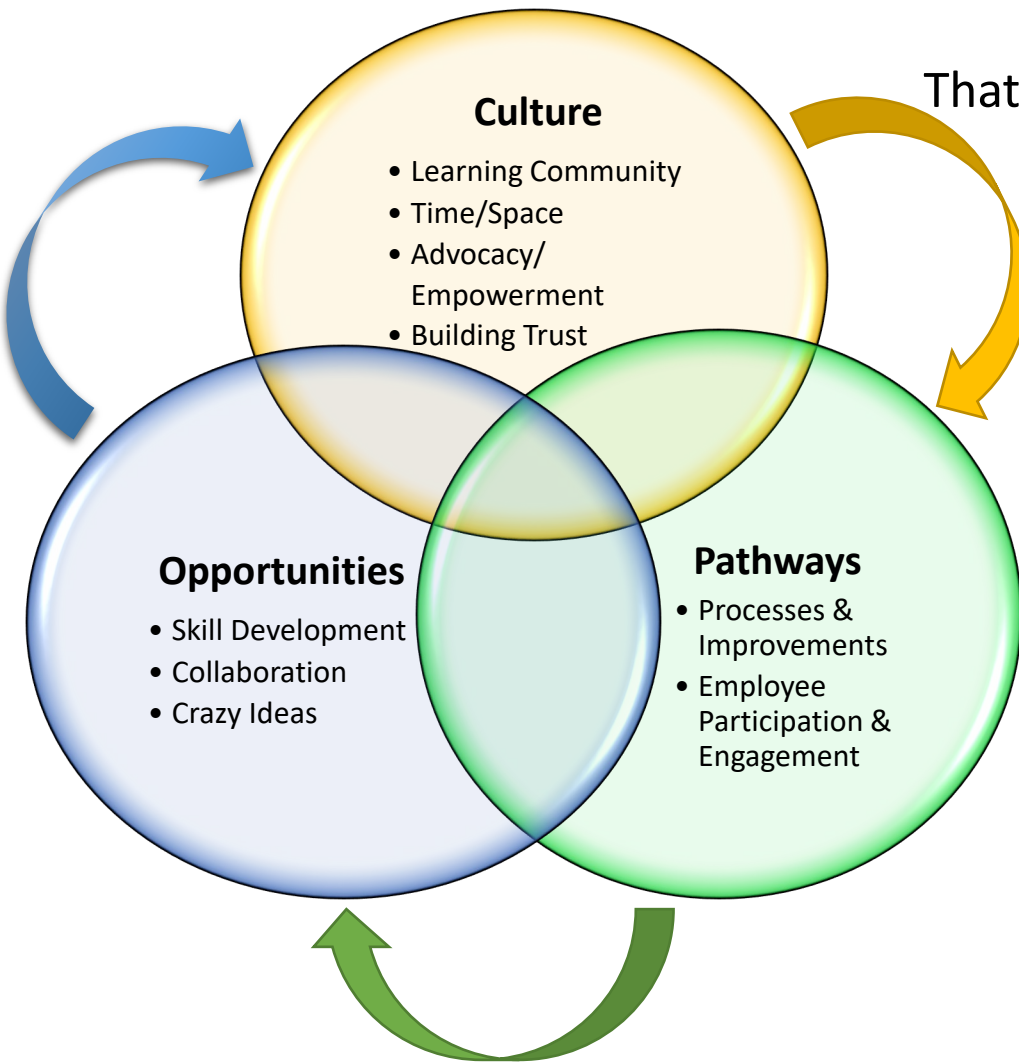 That
Culture
• Learning Community
• Time/Space
• Advocacy/
Empowerment
• Building Trust
Opportunities
• Skill Development
• Collaboration
• Crazy Ideas
Pathways
• Processes &
Improvements
• Employee
Participation &
Engagement